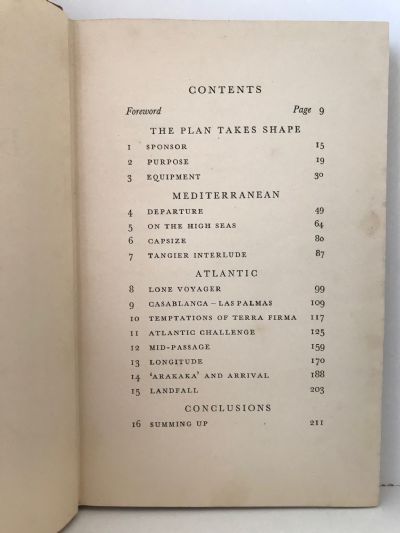 CONTENTS
Foreword Page 9
THE PLAN TAKES SHAPE
1 SPONSOR 15
2 PURPOSE 19
3 EQUIPMENT 30
MEDITERRANEAN
4 DEPARTURE 49
5 ON THE HIGH SEAS 64
6 CAPSIZE 80
7 TANGIER INTERLUDE 87
ATLANTIC
8 LONE VOYAGER 99
9 CASABLANCA – LAS PALMAS 109
10 TEMPTATIONS OF TERRA FIRMA 117
11 ATLANTIC CHALLENGE 125
12 MID-PASSAGE 159
13 LONGITUDE 170
14 'ARAKAKA' AND ARRIVAL 188
15 LANDFALL 203
CONCLUSIONS
16 SUMMING UP 211